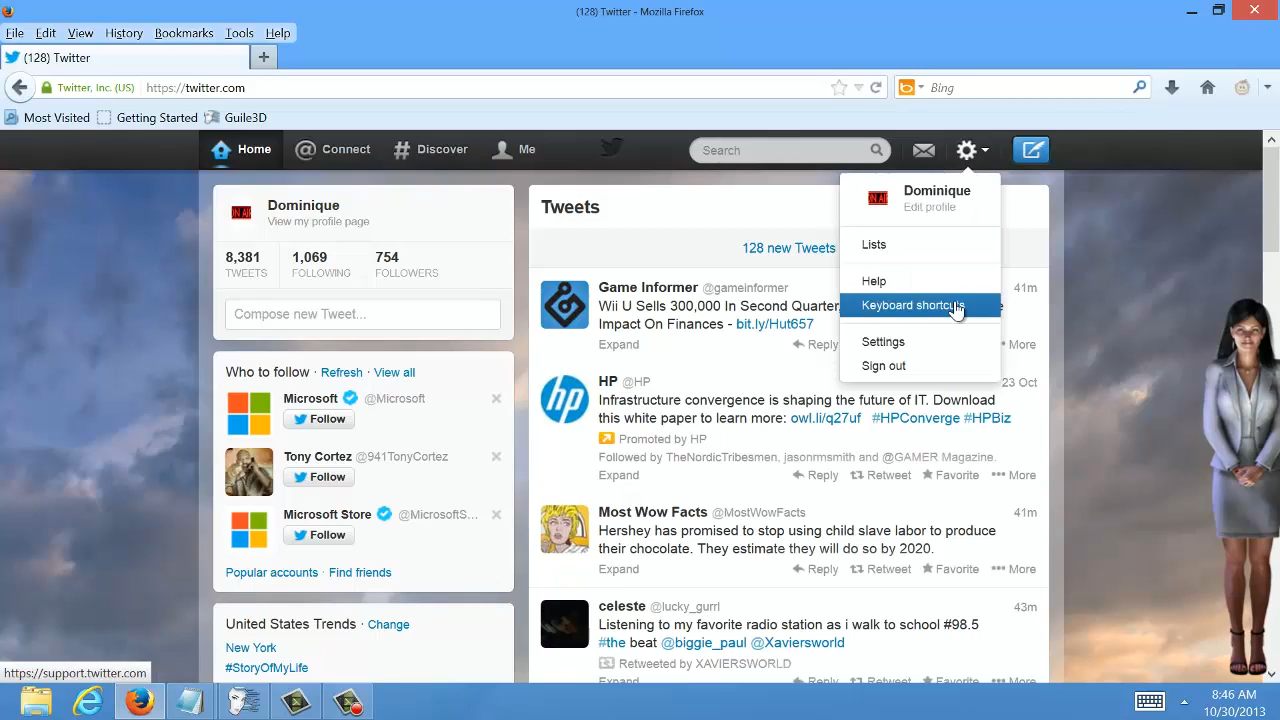 (128) Twitter - Mozilla Firefox
File Edit View History Bookmarks Tools Help
(128) Twitter
Twitter, Inc. (US) https://twitter.com
Bing
Most Visited Getting Started Guile3D
Home Connect Discover Me
Search
Dominique
View my profile page
8,381 1,069 754
TWEETS FOLLOWING FOLLOWERS
Compose new Tweet...
Who to follow · Refresh · View all
Microsoft @Microsoft
Follow
Tony Cortez @941TonyCortez
Follow
Microsoft Store @MicrosoftS...
Follow
Popular accounts · Find friends
United States Trends · Change
New York
#StoryOfMyLife
Tweets
128 new Tweets
Game Informer @gameinformer 41m
Wii U Sells 300,000 In Second Quarter,
Impact On Finances - bit.ly/Hut657
Expand Reply More
HP @HP 23 Oct
Infrastructure convergence is shaping the future of IT. Download
this white paper to learn more: owl.li/q27uf #HPConverge #HPBiz
Promoted by HP
Followed by TheNordicTribesmen, jasonrmsmith and @GAMER Magazine.
Expand Reply Retweet Favorite More
Most Wow Facts @MostWowFacts 41m
Hershey has promised to stop using child slave labor to produce
their chocolate. They estimate they will do so by 2020.
Expand Reply Retweet Favorite More
celeste @lucky_gurrl 43m
Listening to my favorite radio station as i walk to school #98.5
#the beat @biggie_paul @Xaviersworld
Retweeted by XAVIERSWORLD
Expand Reply Retweet Favorite More
Dominique
Edit profile
Lists
Help
Keyboard shortcuts
Settings
Sign out
https://support.twitter.com
8:46 AM
10/30/2013